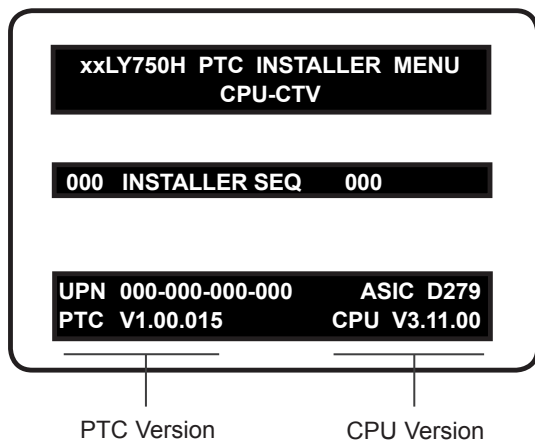 xxLY750H PTC INSTALLER MENU
CPU-CTV
000 INSTALLER SEQ 000
UPN 000-000-000-000 ASIC D279
PTC V1.00.015 CPU V3.11.00
PTC Version CPU Version